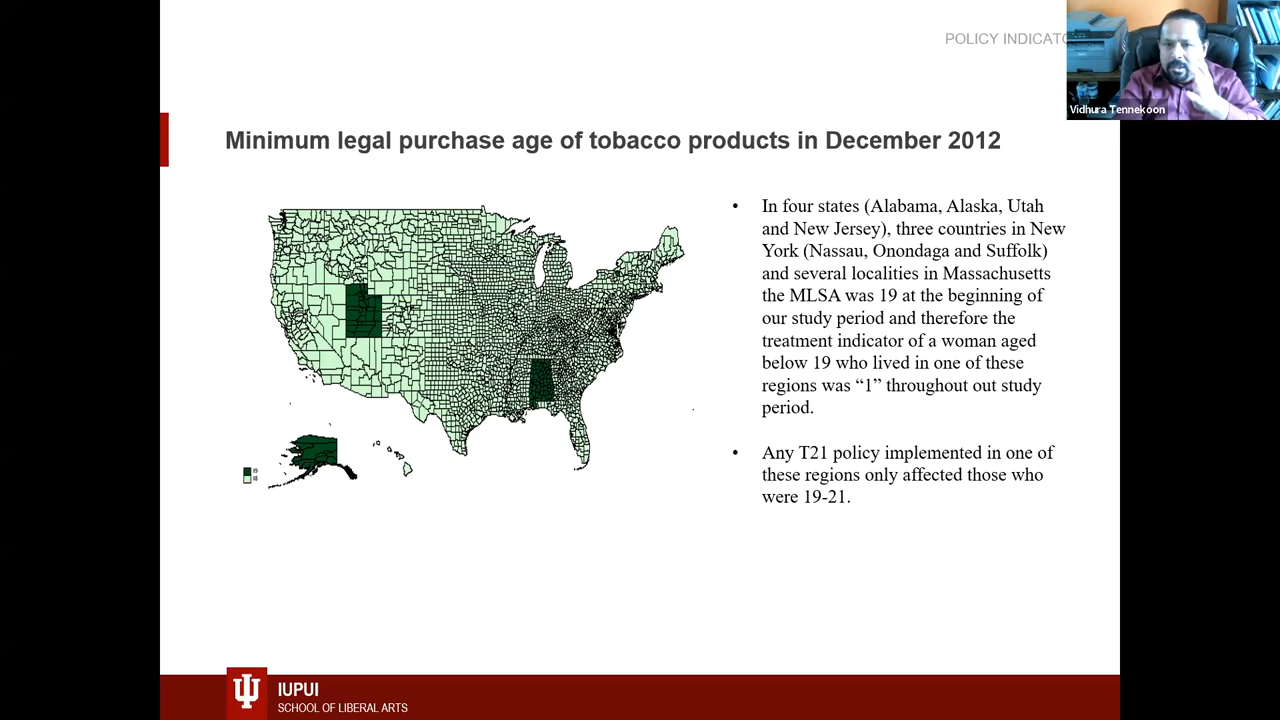 POLICY INDICATO
Vidhura Tennekoon
Minimum legal purchase age of tobacco products in December 2012
• In four states (Alabama, Alaska, Utah
and New Jersey), three countries in New
York (Nassau, Onondaga and Suffolk)
and several localities in Massachusetts
the MLSA was 19 at the beginning of
our study period and therefore the
treatment indicator of a woman aged
below 19 who lived in one of these
regions was “1” throughout out study
period.
• Any T21 policy implemented in one of
these regions only affected those who
were 19-21.
19
18
IUPUI
SCHOOL OF LIBERAL ARTS